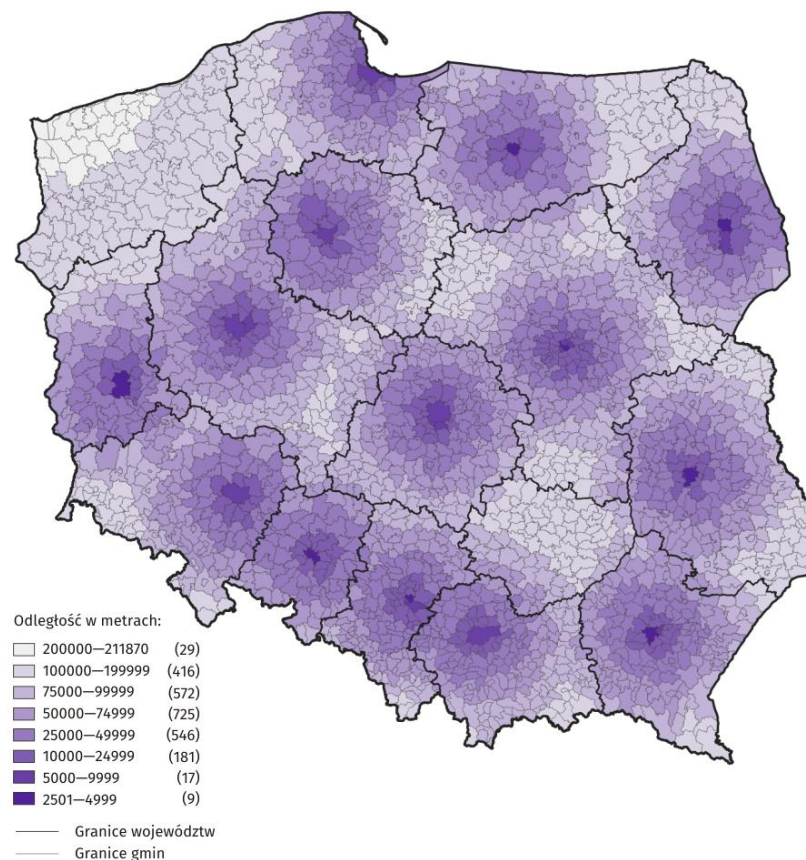 Odległość w metrach:
200000—211870 (29)
100000—199999 (416)
75000—99999 (572)
50000—74999 (725)
25000—49999 (546)
10000—24999 (181)
5000—9999 (17)
2501—4999 (9)
Granice województw
Granice gmin